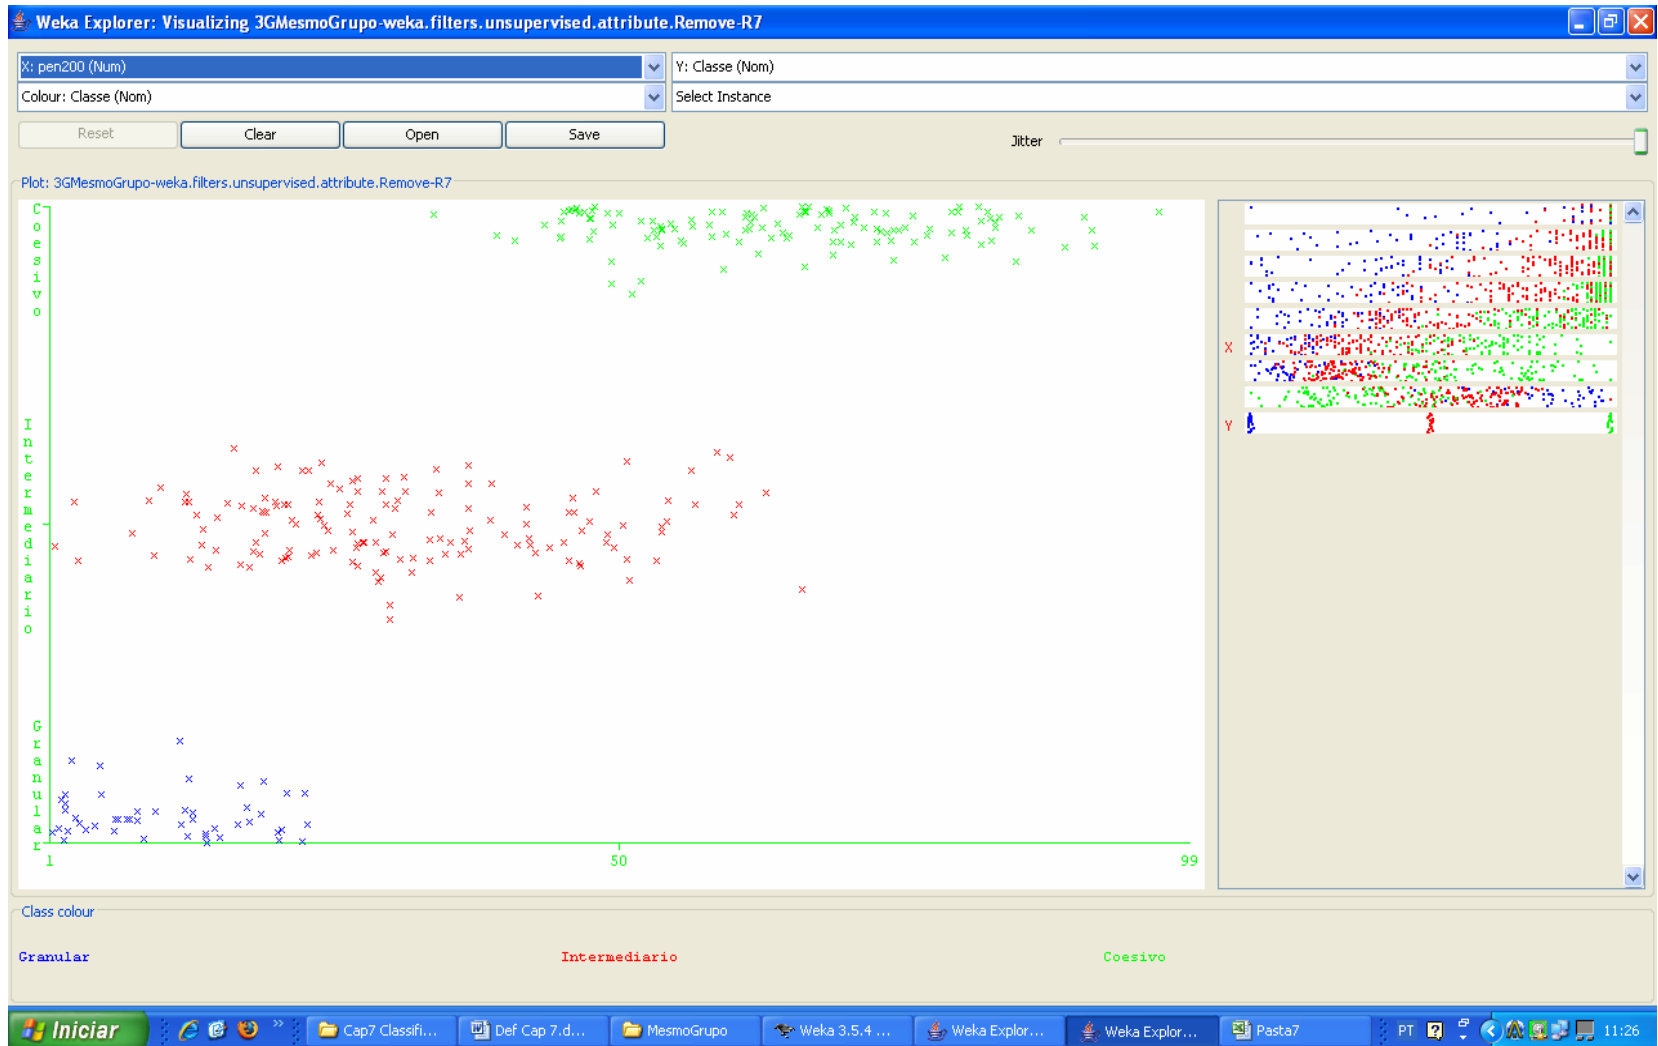 Weka Explorer: Visualizing 3GMesmoGrupo-weka.filters.unsupervised.attribute.Remove-R7
X: pen200 (Num)
Y: Classe (Nom)
Colour: Classe (Nom)
Select Instance
Reset
Clear
Open
Save
Jitter
Plot: 3GMesmoGrupo-weka.filters.unsupervised.attribute.Remove-R7
Coesivo
Intermediario
Granular
1
50
99
X
Y
Class colour
Granular
Intermediario
Coesivo
Iniciar
»
Cap7 Classifi...
Def Cap 7.d...
MesmoGrupo
Weka 3.5.4 ...
Weka Explor...
Weka Explor...
Pasta7
PT
11:26